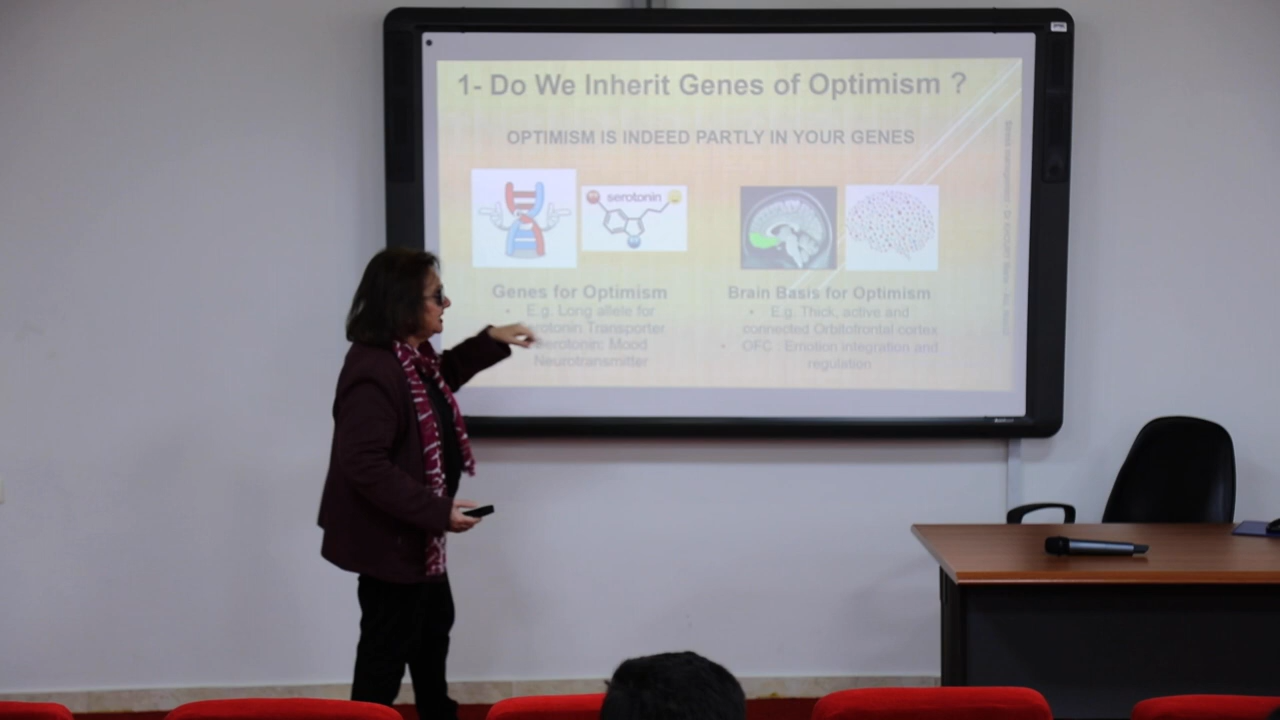 1- Do We Inherit Genes of Optimism ?
OPTIMISM IS INDEED PARTLY IN YOUR GENES
serotonin
Genes for Optimism
• E.g. Long allele for
Transporter
Serotonin: Mood
Neurotransmitter
Brain Basis for Optimism
• E.g. Thick, active and
connected Orbitofrontal cortex
• OFC : Emotion integration and
regulation